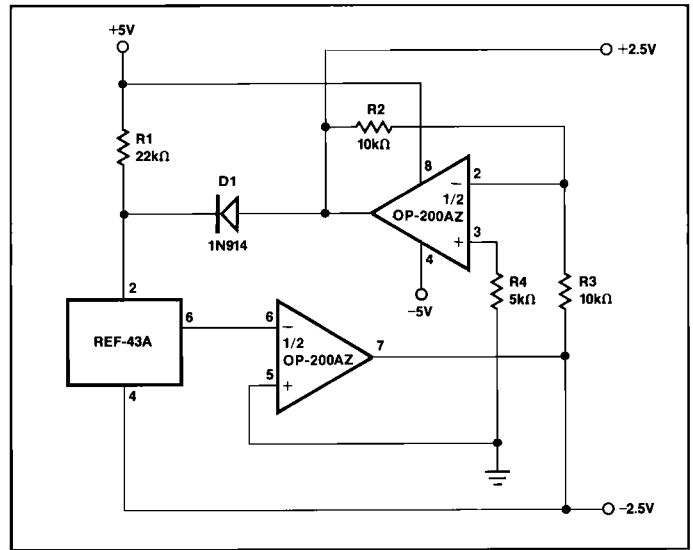 +5V
+2.5V
R1
22kΩ
R2
10kΩ
D1
1N914
8
2
−
1/2
OP-200AZ
+
3
4
−5V
R4
5kΩ
R3
10kΩ
2
REF-43A
6
4
6
−
1/2
OP-200AZ
5
+
7
−2.5V